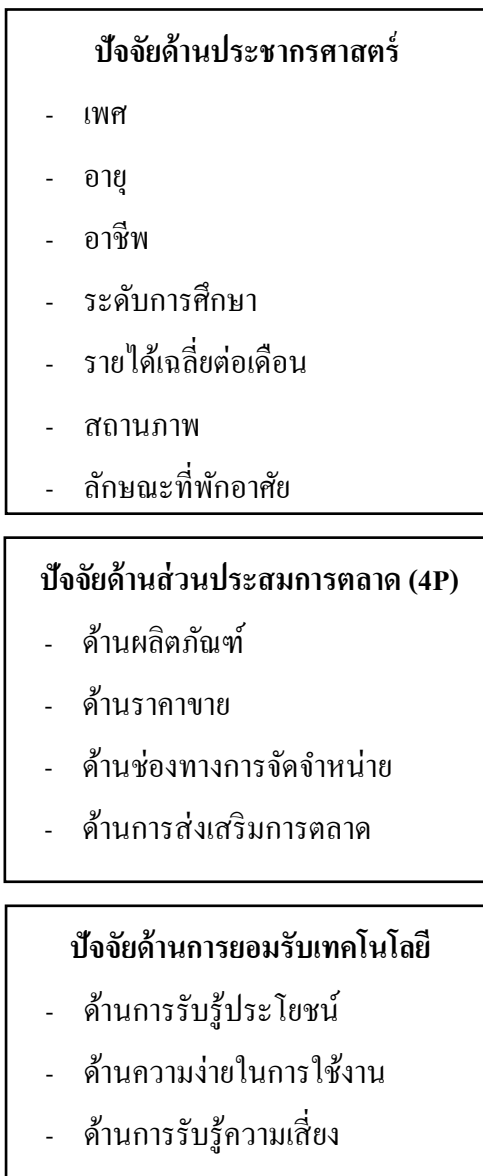 ปัจจัยด้านประชากรศาสตร์
- เพศ
- อายุ
- อาชีพ
- ระดับการศึกษา
- รายได้เฉลี่ยต่อเดือน
- สถานภาพ
- ลักษณะที่พักอาศัย
ปัจจัยด้านส่วนประสมการตลาด (4P)
- ด้านผลิตภัณฑ์
- ด้านราคาขาย
- ด้านช่องทางการจัดจำหน่าย
- ด้านการส่งเสริมการตลาด
ปัจจัยด้านการยอมรับเทคโนโลยี
- ด้านการรับรู้ประโยชน์
- ด้านความง่ายในการใช้งาน
- ด้านการรับรู้ความเสี่ยง